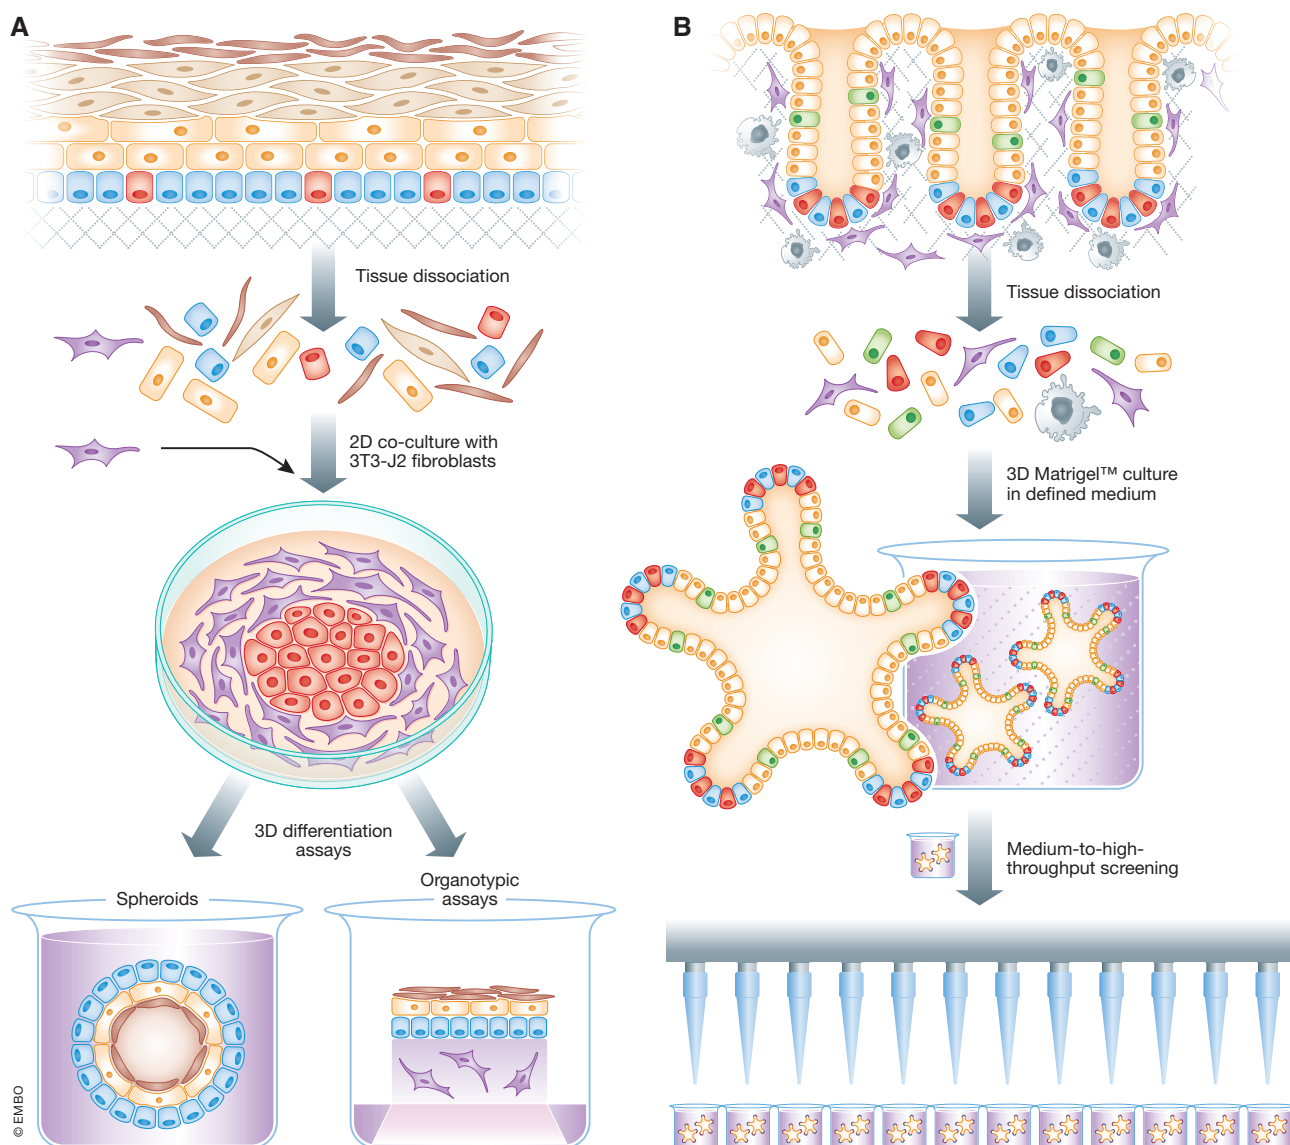 A
Tissue dissociation
2D co-culture with
3T3-J2 fibroblasts
3D differentiation
assays
Spheroids
Organotypic
assays
© EMBO
B
Tissue dissociation
3D Matrigel™ culture
in defined medium
Medium-to-high-
throughput screening